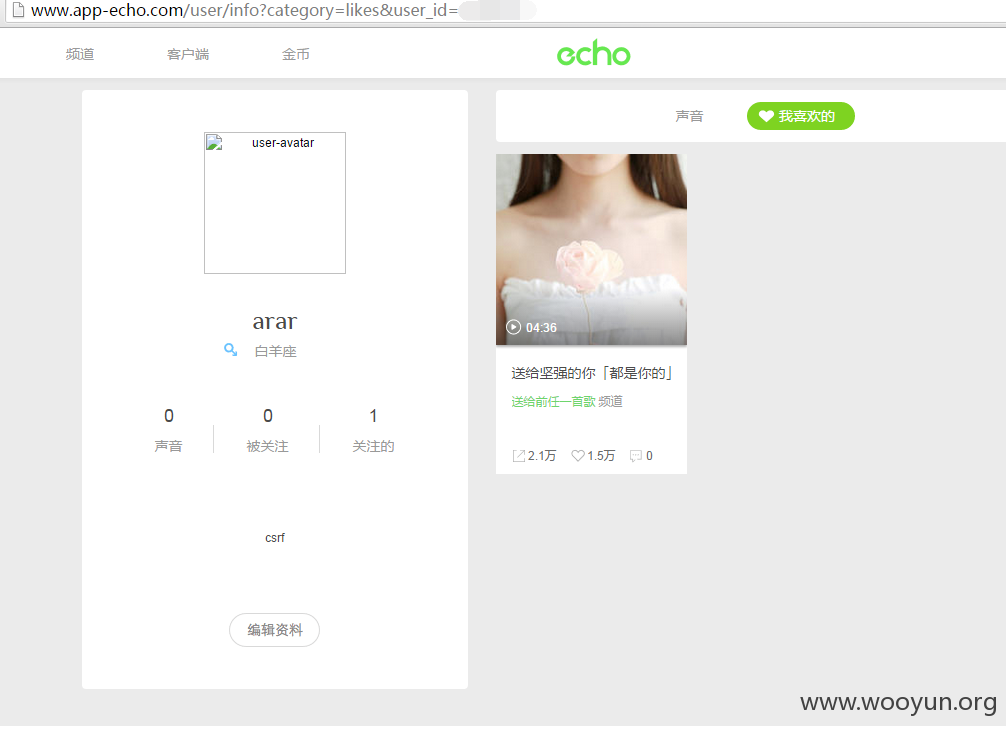 www.app-echo.com/user/info?category=likes&user_id=
频道 客户端 金币 echo
声音 我喜欢的
user-avatar
arar
白羊座
0 0 1
声音 被关注 关注的
csrf
编辑资料
04:36
送给坚强的你「都是你的」
送给前任一首歌 频道
2.1万 1.5万 0
www.wooyun.org